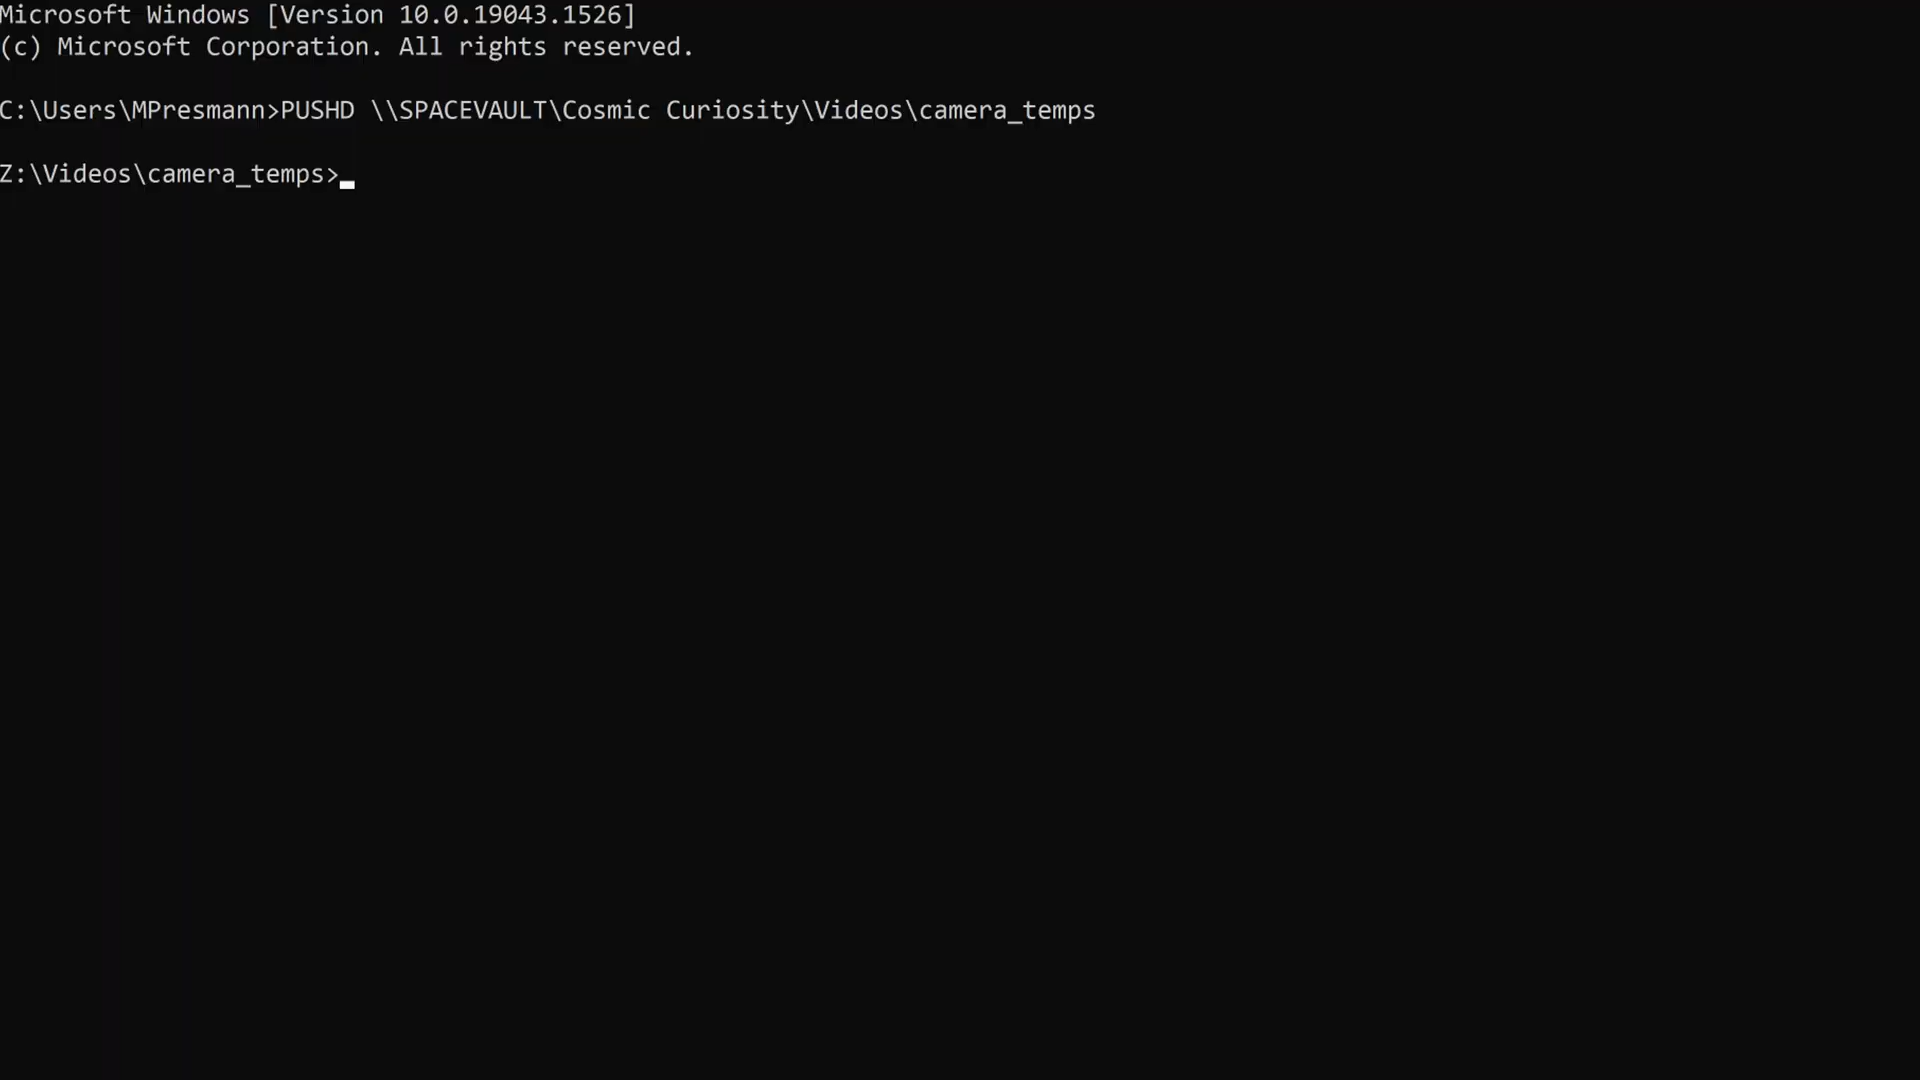 Microsoft Windows [Version 10.0.19043.1526]
(c) Microsoft Corporation. All rights reserved.
C:\Users\MPresmann>PUSHD \\SPACEVAULT\Cosmic Curiosity\Videos\camera_temps
Z:\Videos\camera_temps>